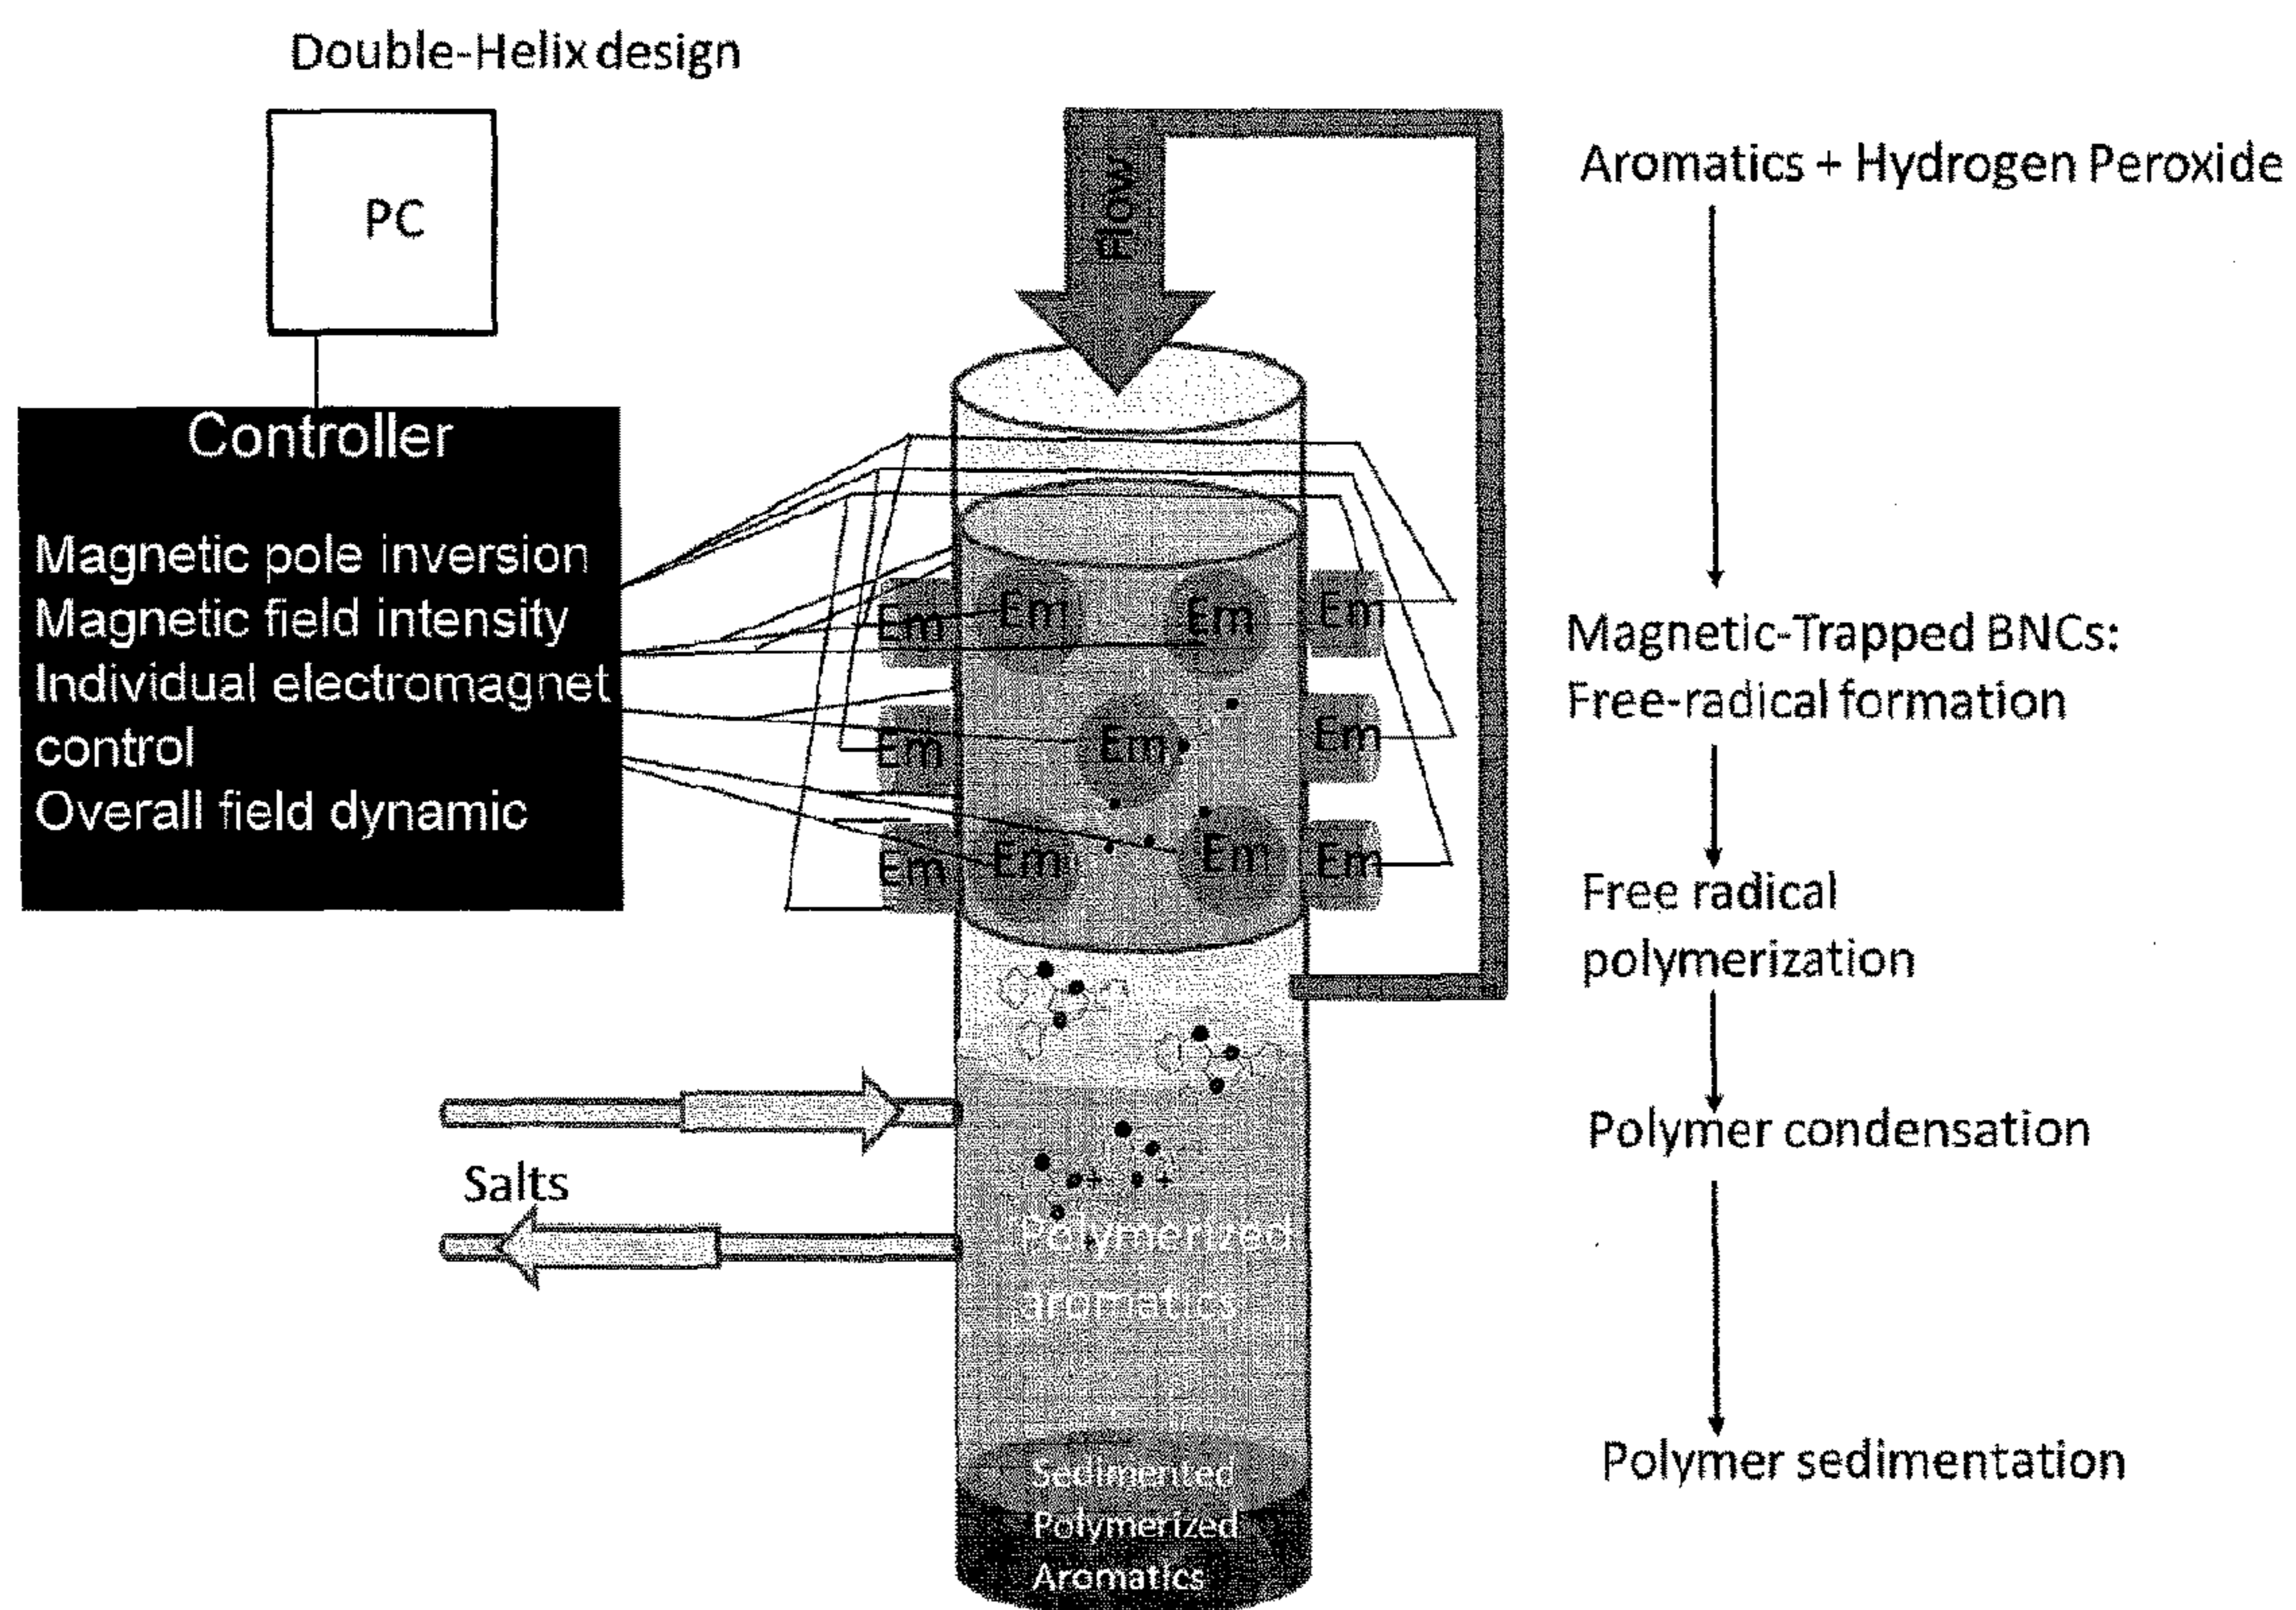 Double-Helix design
PC
Controller
Magnetic pole inversion
Magnetic field intensity
Individual electromagnet
control
Overall field dynamic
Flow
Em Em Em Em
Em Em Em
Em Em Em Em
Salts
Polymerized
aromatics
Sedimented
Polymerized
Aromatics
Aromatics + Hydrogen Peroxide
Magnetic-Trapped BNCs:
Free-radical formation
Free radical
polymerization
Polymer condensation
Polymer sedimentation